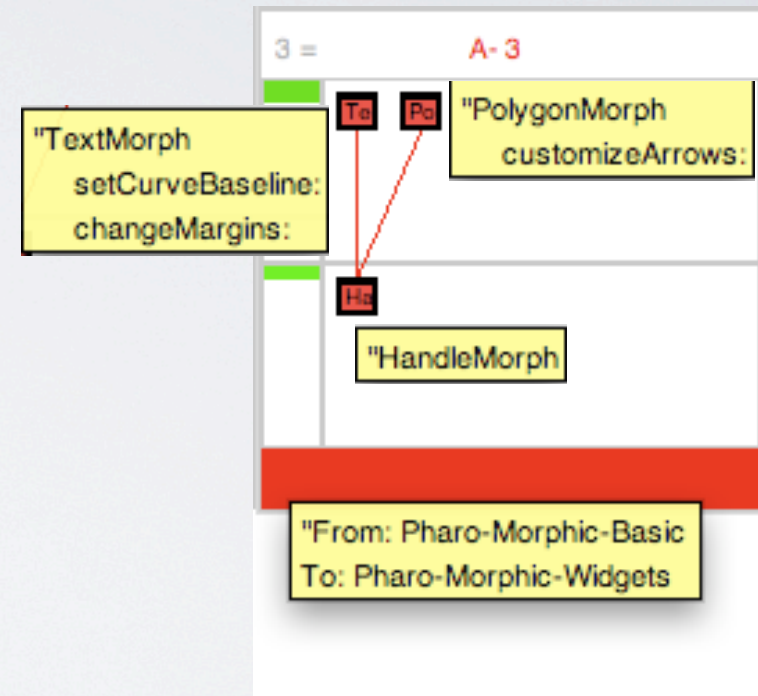 3 = A- 3
Te Po
"TextMorph
setCurveBaseline:
changeMargins:
"PolygonMorph
customizeArrows:
Ha
"HandleMorph
"From: Pharo-Morphic-Basic
To: Pharo-Morphic-Widgets